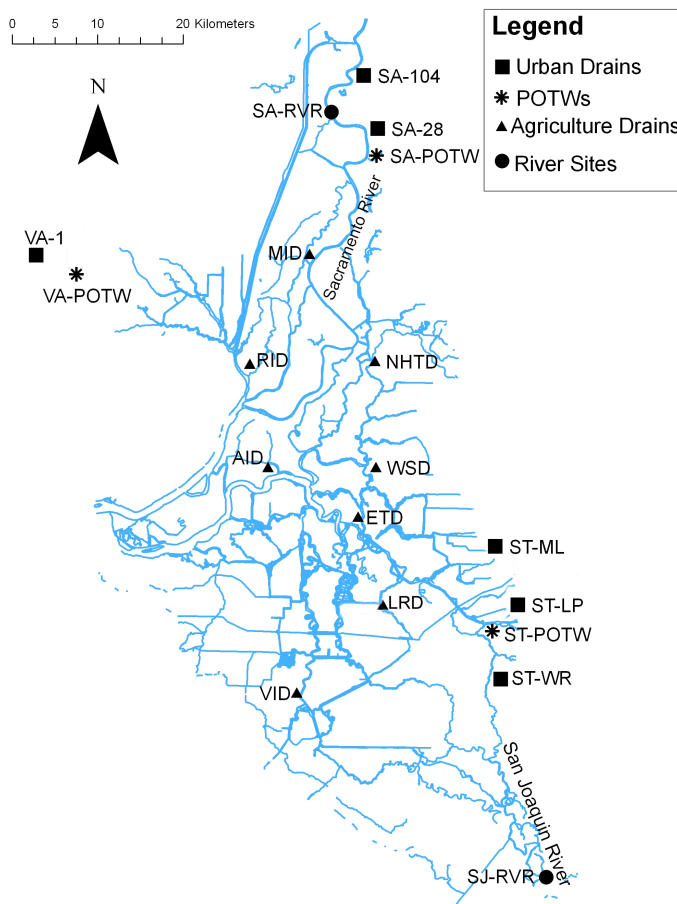 0 5 10 20 Kilometers
N
Legend
Urban Drains
POTWs
Agriculture Drains
River Sites
SA-104
SA-RVR
SA-28
SA-POTW
Sacramento River
VA-1
VA-POTW
MID
RID
NHTD
AID
WSD
ETD
ST-ML
LRD
ST-LP
ST-POTW
ST-WR
VID
San Joaquin River
SJ-RVR